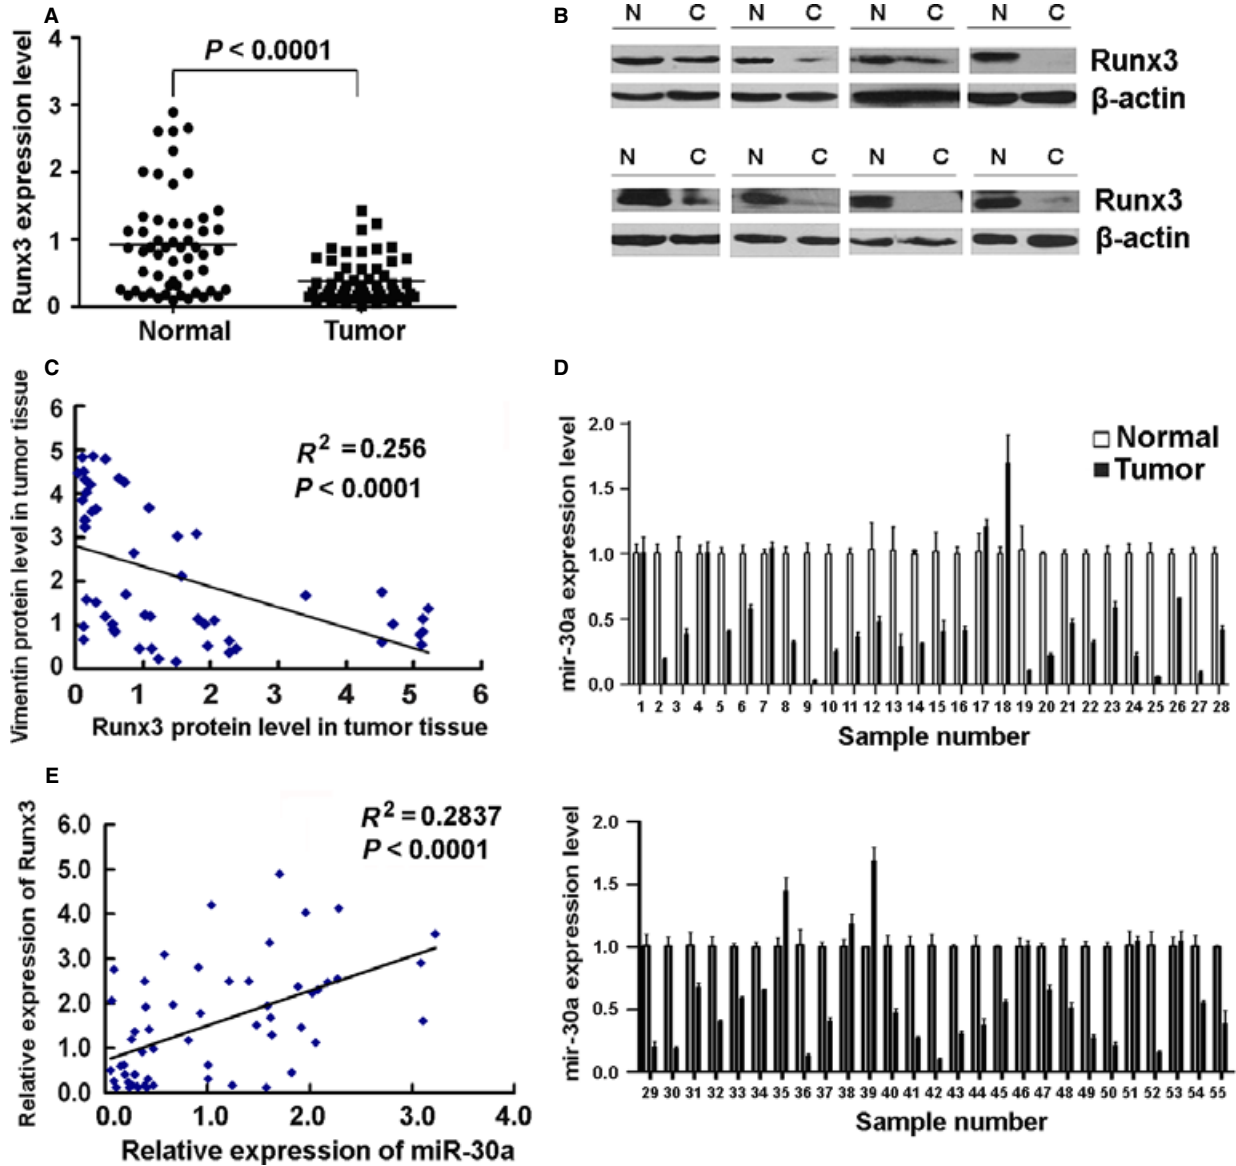 A
P < 0.0001
Runx3 expression level
4
3
2
1
0
Normal
Tumor
B
N C N C N C N C
Runx3
β-actin
N C N C N C N C
Runx3
β-actin
C
Vimentin protein level in tumor tissue
6
5
4
3
2
1
0
R2 = 0.256
P < 0.0001
0 1 2 3 4 5 6
Runx3 protein level in tumor tissue
D
mir-30a expression level
2.0
1.5
1.0
0.5
0.0
Normal
Tumor
1 2 3 4 5 6 7 8 9 10 11 12 13 14 15 16 17 18 19 20 21 22 23 24 25 26 27 28
Sample number
E
Relative expression of Runx3
6.0
5.0
4.0
3.0
2.0
1.0
0.0
R2 = 0.2837
P < 0.0001
0.0 1.0 2.0 3.0 4.0
Relative expression of miR-30a
mir-30a expression level
2.0
1.5
1.0
0.5
0.0
29 30 31 32 33 34 35 36 37 38 39 40 41 42 43 44 45 46 47 48 49 50 51 52 53 54 55
Sample number